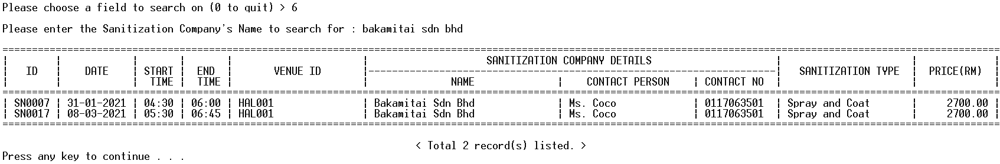 Please choose a field to search on (0 to quit) > 6
Please enter the Sanitization Company's Name to search for : bakamitai sdn bhd
=========================================================================================================================================================================
|        |            |       |       |                      |                     SANITIZATION COMPANY DETAILS                     |                      |             |
|   ID   |    DATE    | START |  END  |       VENUE ID       |----------------------------------------------------------------------|   SANITIZATION TYPE  |  PRICE(RM)  |
|        |            |  TIME |  TIME |                      |              NAME              |    CONTACT PERSON    |  CONTACT NO  |                      |             |
=========================================================================================================================================================================
| SN0007 | 31-01-2021 | 04:30 | 06:00 | HAL001               | Bakamitai Sdn Bhd              | Ms. Coco             | 0117063501  | Spray and Coat       |     2700.00 |
| SN0017 | 08-03-2021 | 05:30 | 06:45 | HAL001               | Bakamitai Sdn Bhd              | Ms. Coco             | 0117063501  | Spray and Coat       |     2700.00 |
=========================================================================================================================================================================
< Total 2 record(s) listed. >
Press any key to continue . . .